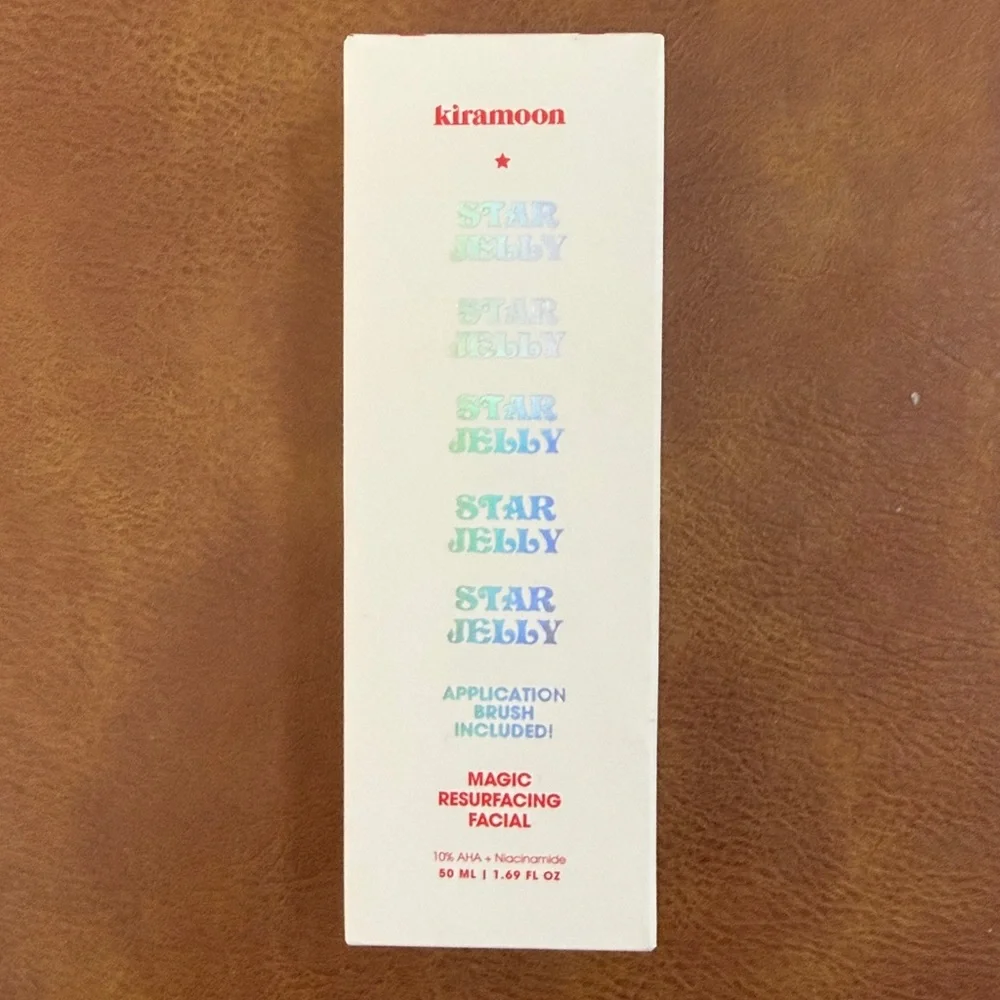 kiramoon
STAR
JELLY
STAR
JELLY
STAR
JELLY
STAR
JELLY
STAR
JELLY
APPLICATION
BRUSH
INCLUDED!
MAGIC
RESURFACING
FACIAL
10% AHA + Niacinamide
50 ML | 1.69 FL OZ